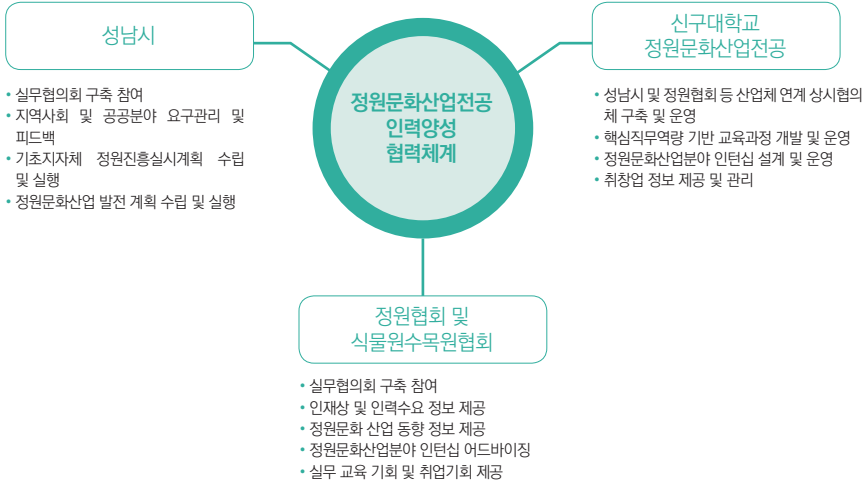 성남시
• 실무협의회 구축 참여
• 지역사회 및 공공분야 요구관리 및
피드백
• 기초지자체 정원진흥실시계획 수립
및 실행
• 정원문화산업 발전 계획 수립 및 실행
정원문화산업전공
인력양성
협력체계
신구대학교
정원문화산업전공
• 성남시 및 정원협회 등 산업체 연계 상시협의
체 구축 및 운영
• 핵심직무역량 기반 교육과정 개발 및 운영
• 정원문화산업분야 인턴십 설계 및 운영
• 취창업 정보 제공 및 관리
정원협회 및
식물원수목원협회
• 실무협의회 구축 참여
• 인재상 및 인력수요 정보 제공
• 정원문화 산업 동향 정보 제공
• 정원문화산업분야 인턴십 어드바이징
• 실무 교육 기회 및 취업기회 제공